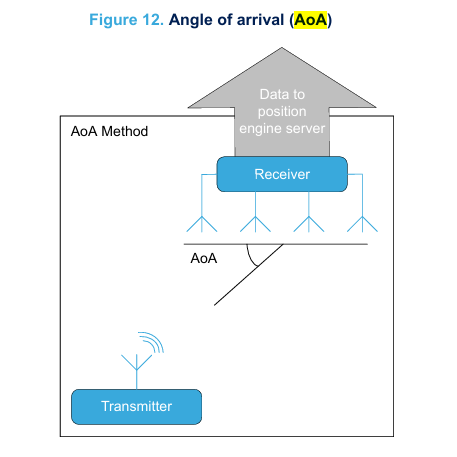 Figure 12. Angle of arrival (AoA)
AoA Method
Data to
position
engine server
Receiver
AoA
Transmitter